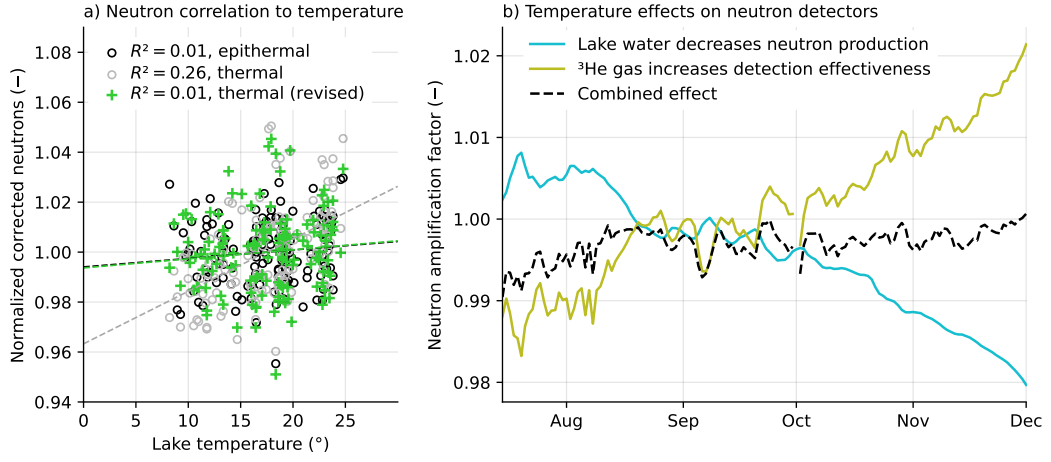 a) Neutron correlation to temperature
R² = 0.01, epithermal
R² = 0.26, thermal
R² = 0.01, thermal (revised)
Normalized corrected neutrons (−)
1.08
1.06
1.04
1.02
1.00
0.98
0.96
0.94
0
5
10
15
20
25
Lake temperature (°)
b) Temperature effects on neutron detectors
Lake water decreases neutron production
³He gas increases detection effectiveness
Combined effect
Neutron amplification factor (−)
1.02
1.01
1.00
0.99
0.98
Aug
Sep
Oct
Nov
Dec